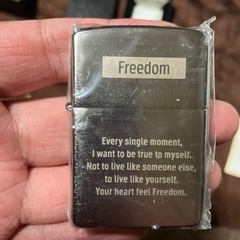 Freedom
Every single moment,
I want to be true to myself.
Not to live like someone else,
to live like yourself.
Your heart feel Freedom.